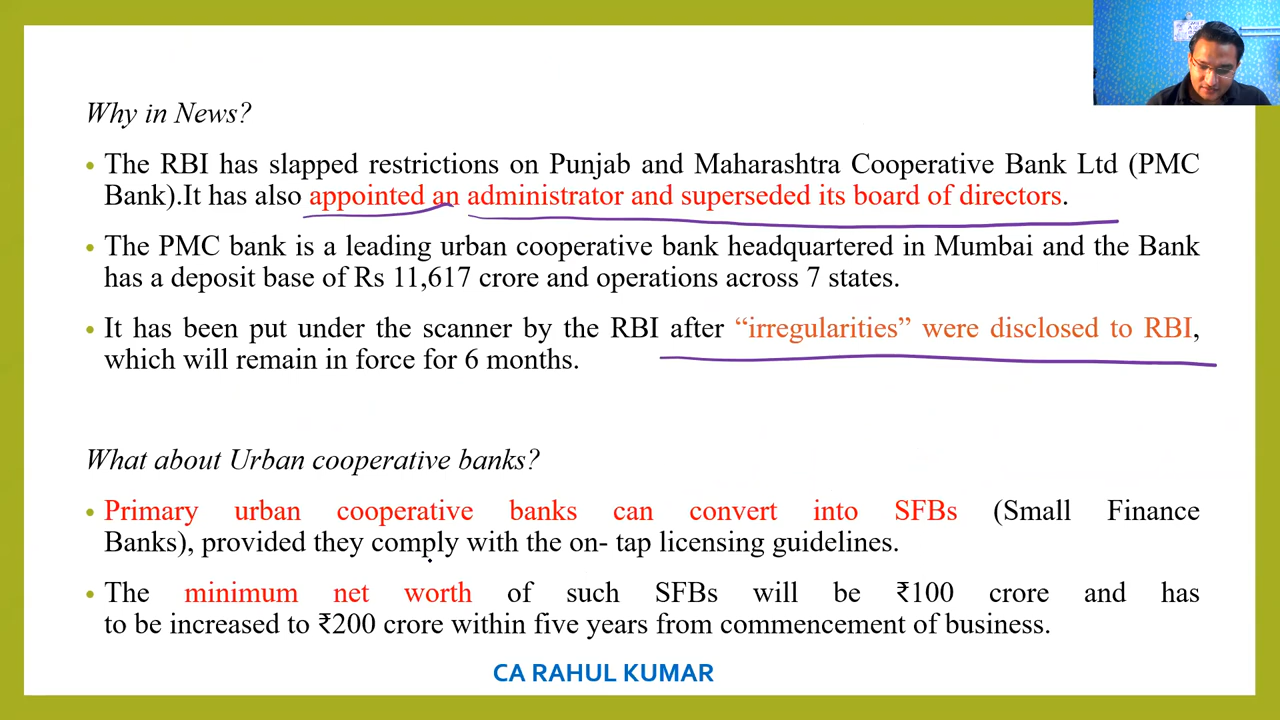 Why in News?
• The RBI has slapped restrictions on Punjab and Maharashtra Cooperative Bank Ltd (PMC
Bank).It has also appointed an administrator and superseded its board of directors.
• The PMC bank is a leading urban cooperative bank headquartered in Mumbai and the Bank
has a deposit base of Rs 11,617 crore and operations across 7 states.
• It has been put under the scanner by the RBI after “irregularities” were disclosed to RBI,
which will remain in force for 6 months.
What about Urban cooperative banks?
• Primary urban cooperative banks can convert into SFBs (Small Finance
Banks), provided they comply with the on- tap licensing guidelines.
• The minimum net worth of such SFBs will be ₹100 crore and has
to be increased to ₹200 crore within five years from commencement of business.
CA RAHUL KUMAR